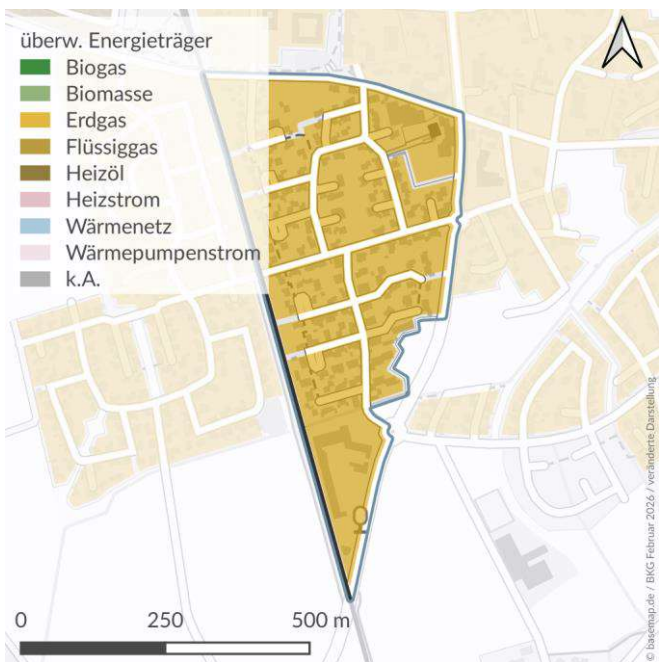 überw. Energieträger
Biogas
Biomasse
Erdgas
Flüssiggas
Heizöl
Heizstrom
Wärmenetz
Wärmepumpenstrom
k.A.
0 250 500 m
© basemap.de / BKG Februar 2026 / veränderte Darstellung